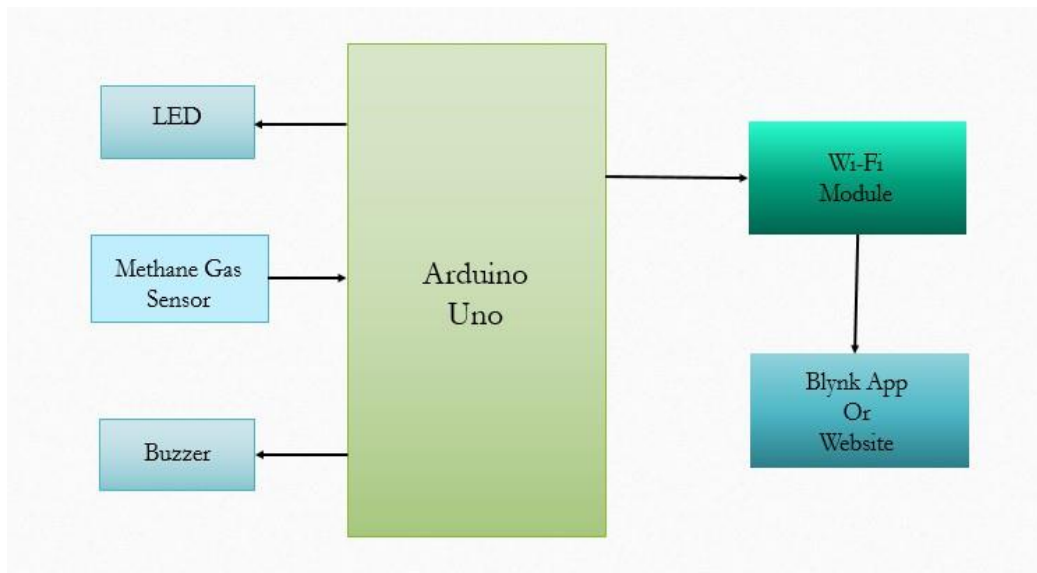 LED
Methane Gas
Sensor
Buzzer
Arduino
Uno
Wi-Fi
Module
Blynk App
Or
Website